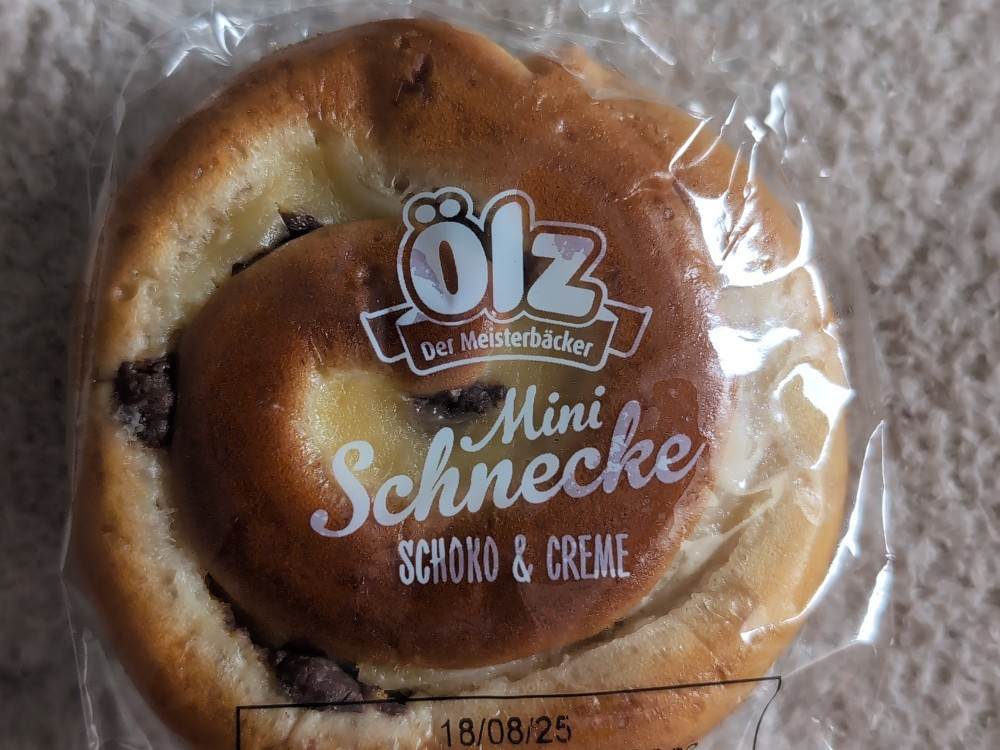 Ölz
Der Meisterbäcker
Mini
Schnecke
SCHOKO & CREME
18/08/25